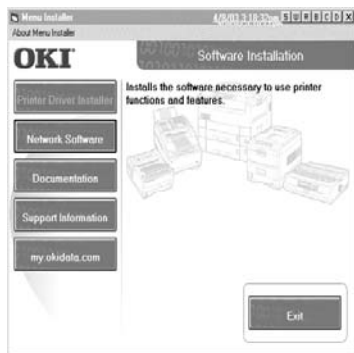 Menu Installer
About Menu Installer
OKI
Software Installation
Printer Driver Installer
Installs the software necessary to use printer
functions and features.
Network Software
Documentation
Support Information
my.okidata.com
Exit